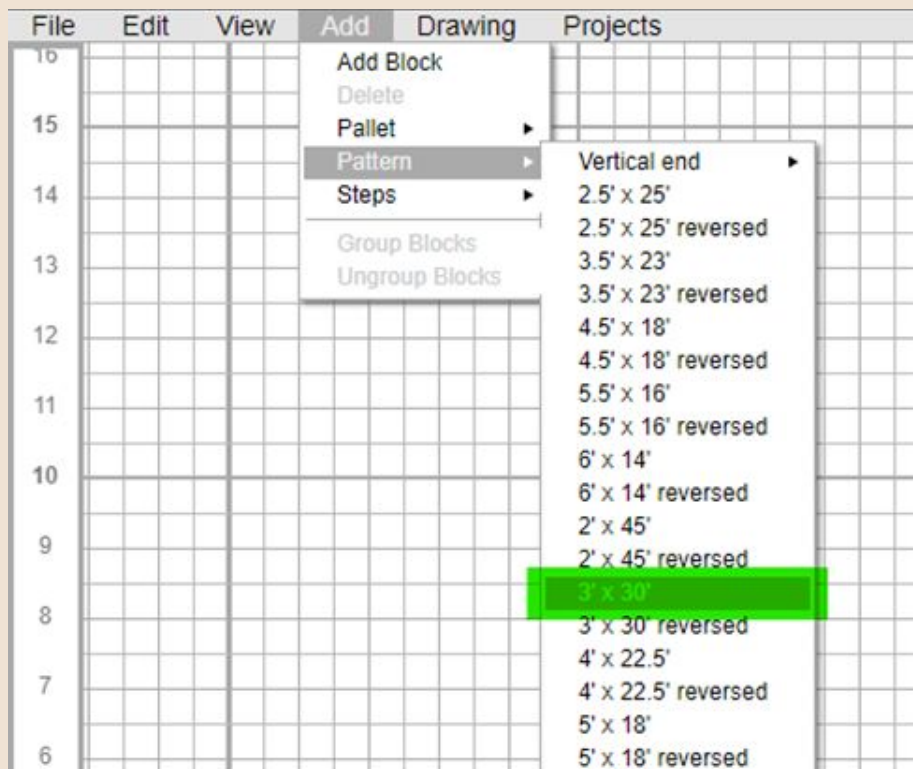 File Edit View Add Drawing Projects
16
15
14
13
12
11
10
9
8
7
6
Add Block
Delete
Pallet
Pattern
Steps
Group Blocks
Ungroup Blocks
Vertical end
2.5' x 25'
2.5' x 25' reversed
3.5' x 23'
3.5' x 23' reversed
4.5' x 18'
4.5' x 18' reversed
5.5' x 16'
5.5' x 16' reversed
6' x 14'
6' x 14' reversed
2' x 45'
2' x 45' reversed
3' x 30'
3' x 30' reversed
4' x 22.5'
4' x 22.5' reversed
5' x 18'
5' x 18' reversed